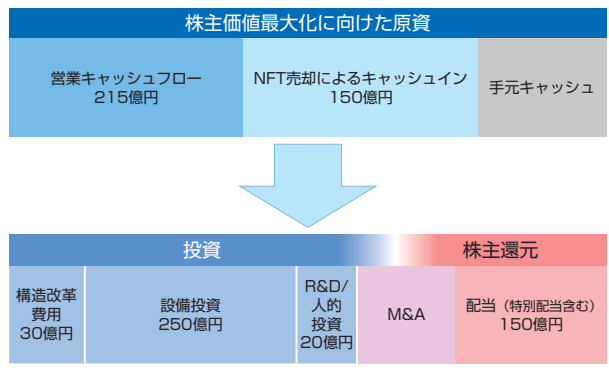 株主価値最大化に向けた原資
営業キャッシュフロー
215億円
NFT売却によるキャッシュイン
150億円
手元キャッシュ
投資
株主還元
構造改革
費用
30億円
設備投資
250億円
R&D/
人的
投資
20億円
M&A
配当（特別配当含む）
150億円